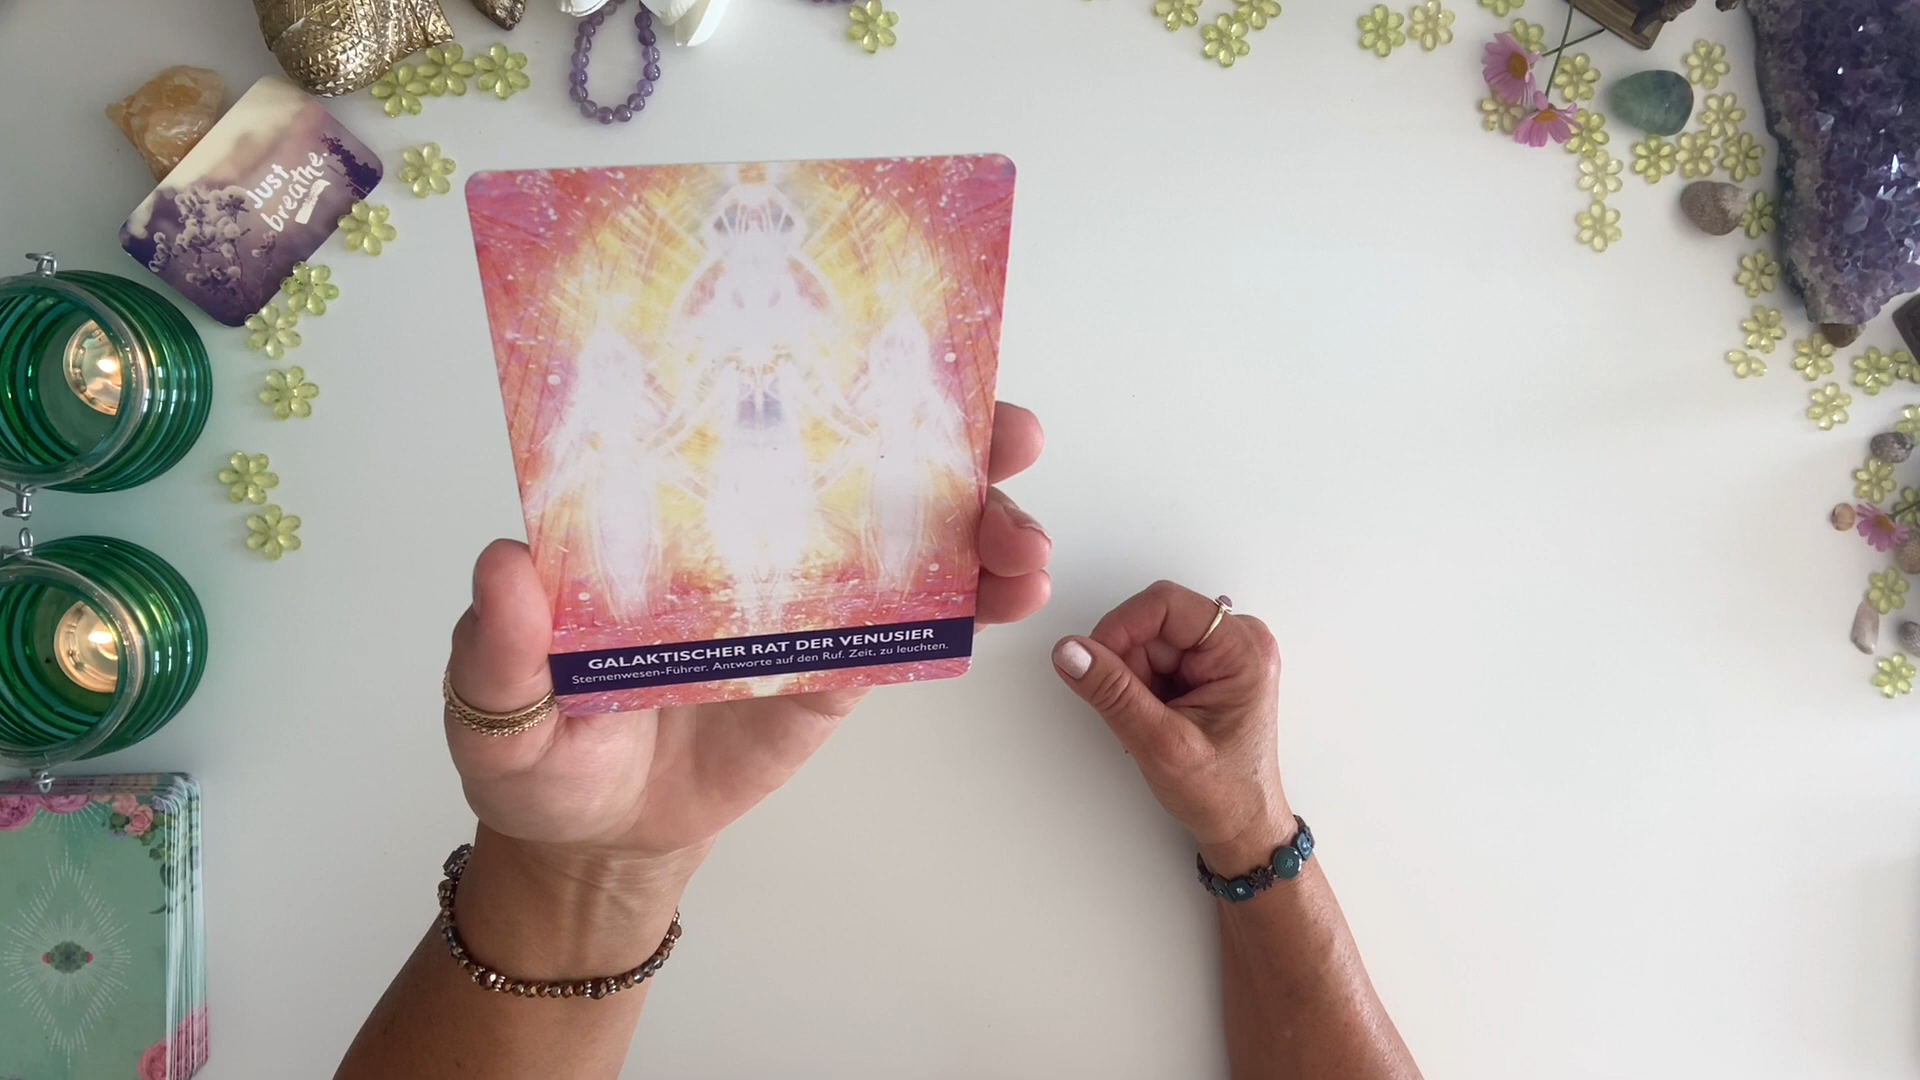 Just
breathe.
GALAKTISCHER RAT DER VENUSIER
Sternenwesen-Führer. Antworte auf den Ruf. Zeit, zu leuchten.